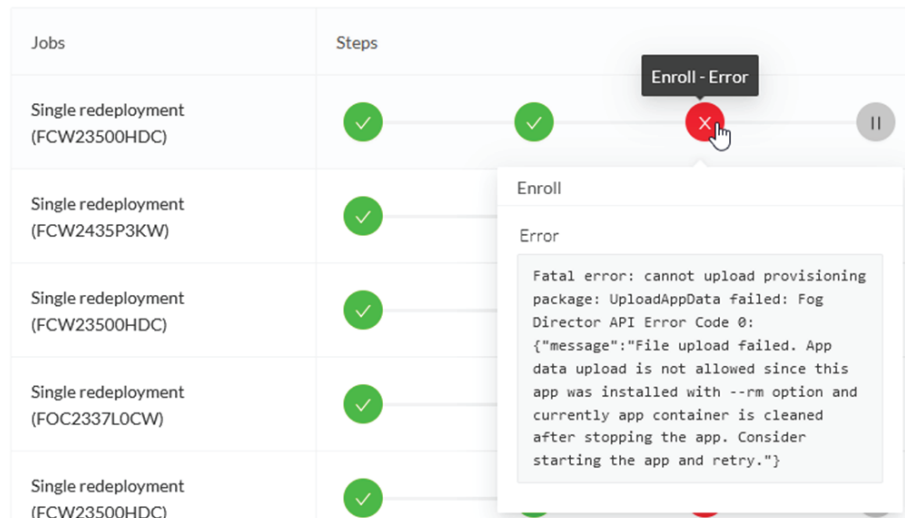 Jobs
Steps
Enroll - Error
Single redeployment
(FCW23500HDC)
Enroll
Error
Fatal error: cannot upload provisioning
package: UploadAppData failed: Fog
Director API Error Code 0:
{"message":"File upload failed. App
data upload is not allowed since this
app was installed with --rm option and
currently app container is cleaned
after stopping the app. Consider
starting the app and retry."}
Single redeployment
(FCW2435P3KW)
Single redeployment
(FCW23500HDC)
Single redeployment
(FOC2337L0CW)
Single redeployment
(FCW23500HDC)